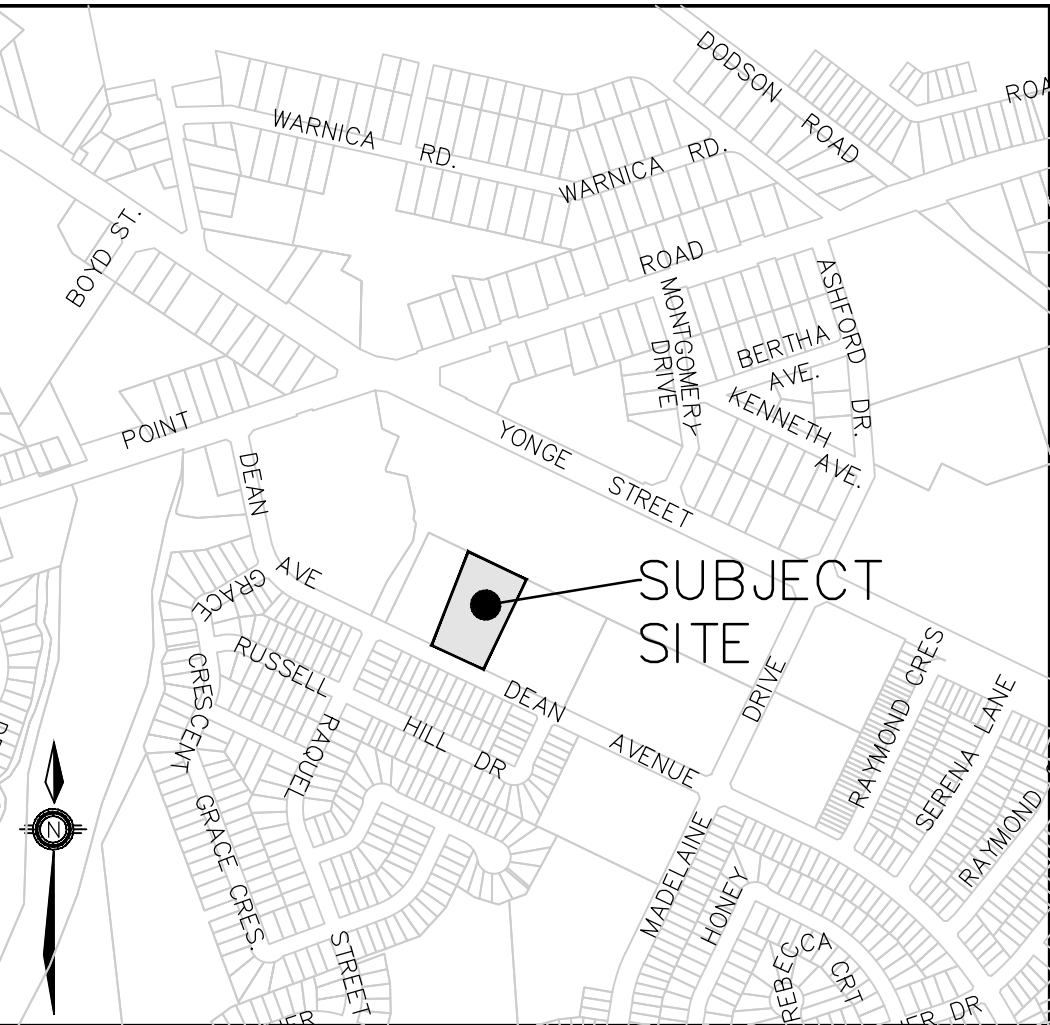 DODSON
ROAD
WARNICA
RD.
WARNICA
RD.
BOYD ST.
ROAD
MONTGOMERY
DRIVE
ASHFORD
DR.
BERTHA
AVE.
KENNETH
AVE.
POINT
YONGE
STREET
DEAN
AVE
GRACE
CRESCENT
SUBJECT
SITE
RUSSELL
HILL
DR
RAQUEL
STREET
DEAN
AVENUE
DRIVE
RAYMOND CRES
SERENA LANE
RAYMOND
GRACE
CRES.
MADELAINE
HONEY
REBECCA
CRT
DR
N